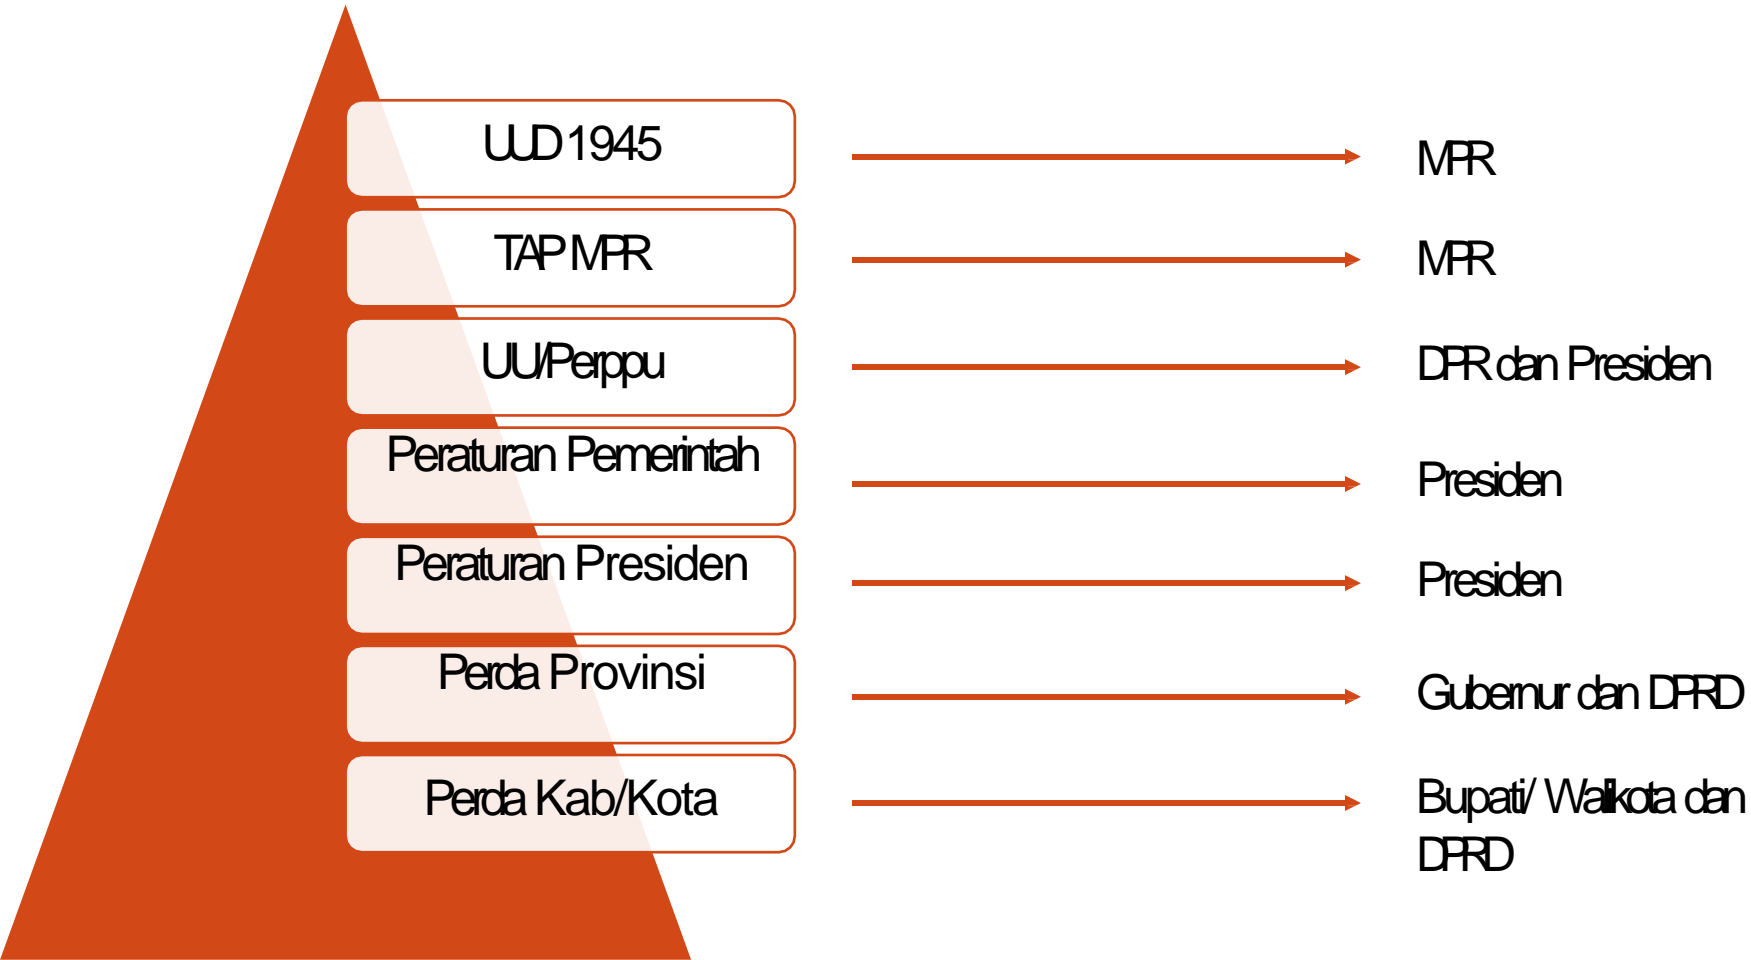 UUD 1945
MPR
TAP MPR
MPR
UU/Perppu
DPR dan Presiden
Peraturan Pemerintah
Presiden
Peraturan Presiden
Presiden
Perda Provinsi
Gubernur dan DPRD
Perda Kab/Kota
Bupati/ Walikota dan
DPRD